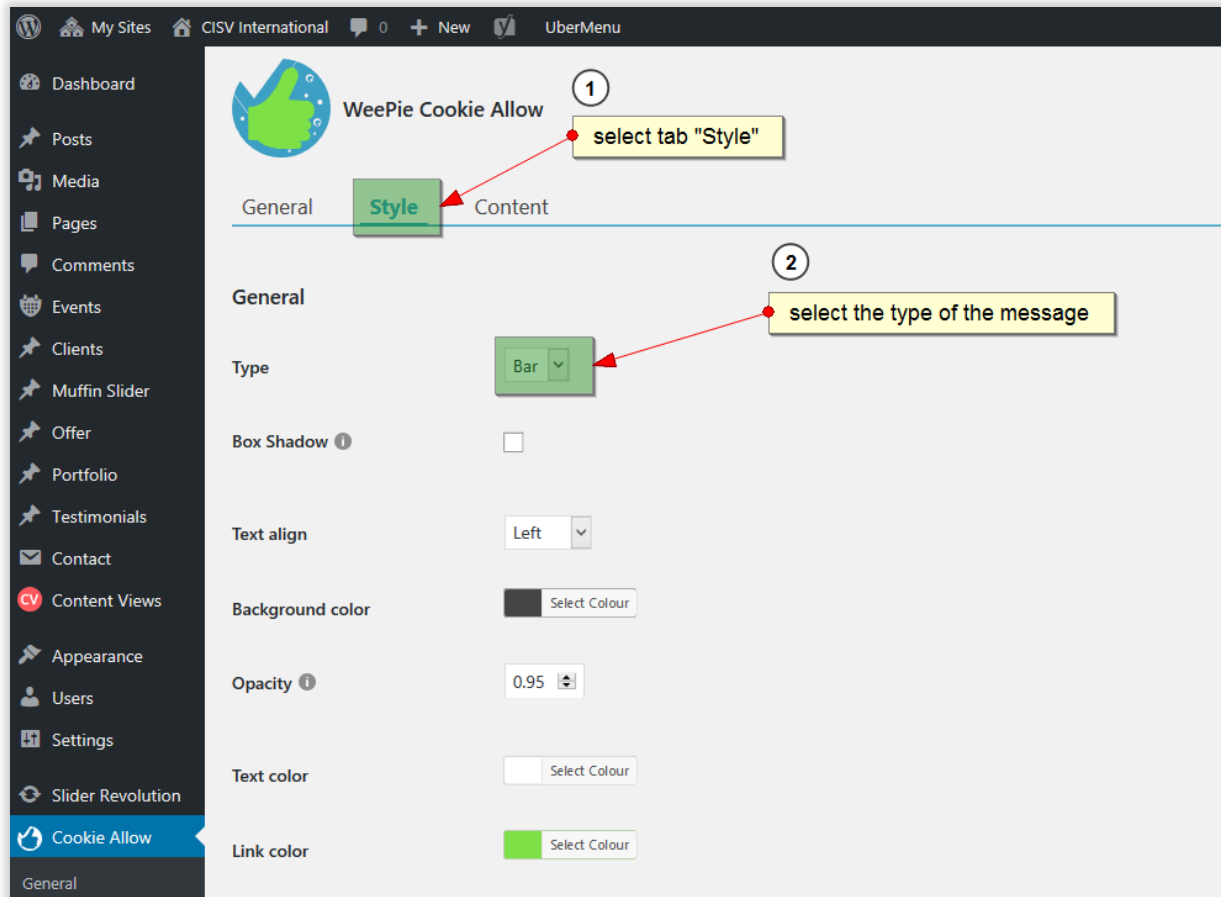 My Sites CISV International 0 New UberMenu
Dashboard
Posts
Media
Pages
Comments
Events
Clients
Muffin Slider
Offer
Portfolio
Testimonials
Contact
CV Content Views
Appearance
Users
Settings
Slider Revolution
Cookie Allow
General
WeePie Cookie Allow
1
select tab "Style"
General Style Content
2
select the type of the message
General
Type Bar
Box Shadow
Text align Left
Background color Select Colour
Opacity 0.95
Text color Select Colour
Link color Select Colour